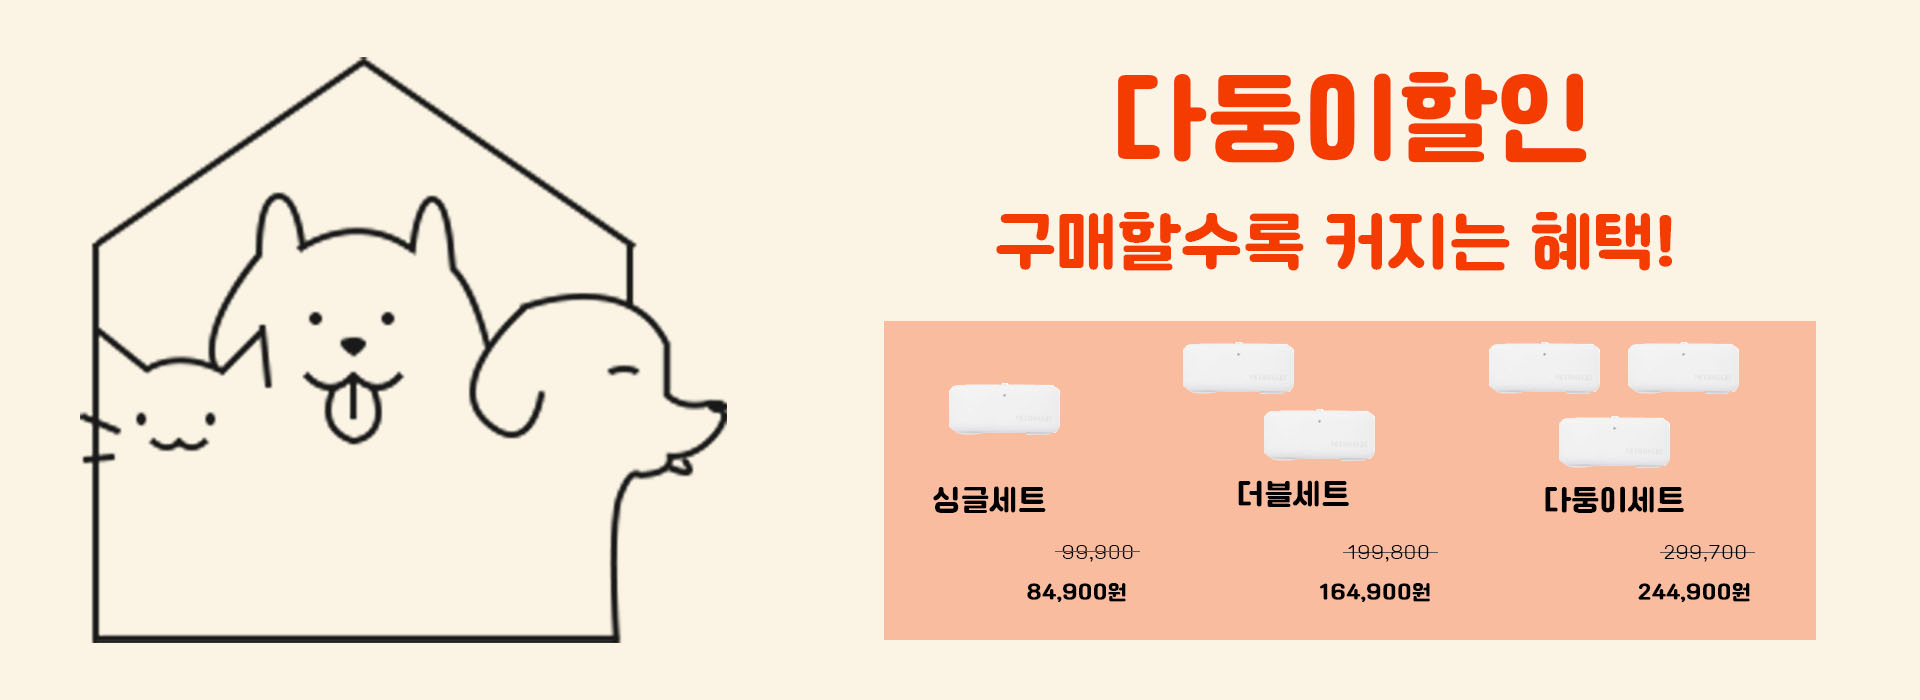 다둥이할인
구매할수록 커지는 혜택!
싱글세트
99,900
84,900원
더블세트
199,800
164,900원
다둥이세트
299,700
244,900원